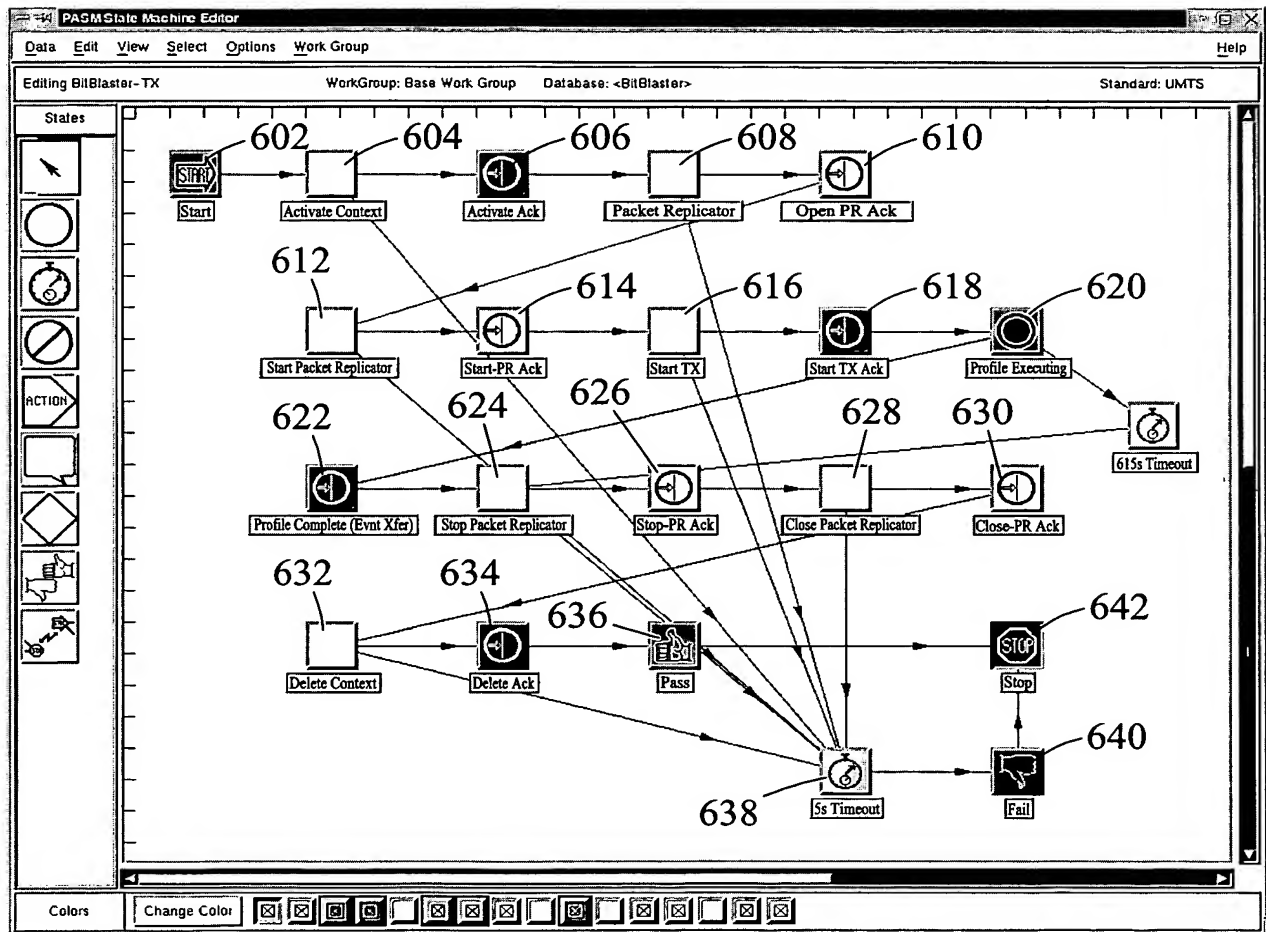 PASMState Machine Editor
Data Edit View Select Options Work Group Help
Editing BitBlaster-TX WorkGroup: Base Work Group Database: <BitBlaster> Standard: UMTS
States
602 604 606 608 610
START
Start Activate Context Activate Ack Packet Replicator Open PR Ack
612 614 616 618 620
Start Packet Replicator Start-PR Ack Start TX Start TX Ack Profile Executing
ACTION
622 624 626 628 630
615s Timeout
Profile Complete (Evnt Xfer) Stop Packet Replicator Stop-PR Ack Close Packet Replicator Close-PR Ack
632 634 636 642
STOP
Delete Context Delete Ack Pass Stop
640
638 5s Timeout Fail
Colors Change Color